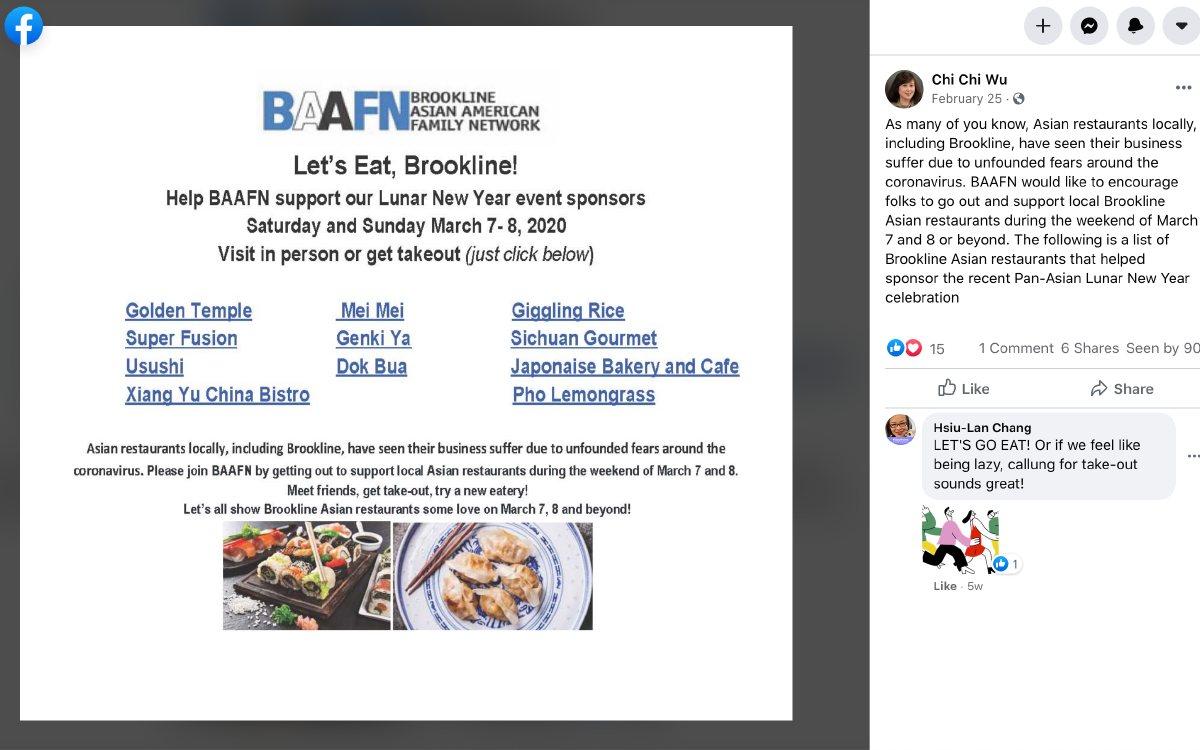 BAAFN BROOKLINE
ASIAN AMERICAN
FAMILY NETWORK
Let's Eat, Brookline!
Help BAAFN support our Lunar New Year event sponsors
Saturday and Sunday March 7- 8, 2020
Visit in person or get takeout (just click below)
Golden Temple Mei Mei Giggling Rice
Super Fusion Genki Ya Sichuan Gourmet
Usushi Dok Bua Japonaise Bakery and Cafe
Xiang Yu China Bistro Pho Lemongrass
Asian restaurants locally, including Brookline, have seen their business suffer due to unfounded fears around the
coronavirus. Please join BAAFN by getting out to support local Asian restaurants during the weekend of March 7 and 8.
Meet friends, get take-out, try a new eatery!
Let's all show Brookline Asian restaurants some love on March 7, 8 and beyond!
Chi Chi Wu
February 25 ·
As many of you know, Asian restaurants locally,
including Brookline, have seen their business
suffer due to unfounded fears around the
coronavirus. BAAFN would like to encourage
folks to go out and support local Brookline
Asian restaurants during the weekend of March
7 and 8 or beyond. The following is a list of
Brookline Asian restaurants that helped
sponsor the recent Pan-Asian Lunar New Year
celebration
15 1 Comment 6 Shares Seen by 90
Like Share
Hsiu-Lan Chang
LET'S GO EAT! Or if we feel like
being lazy, callung for take-out
sounds great!
1
Like · 5w